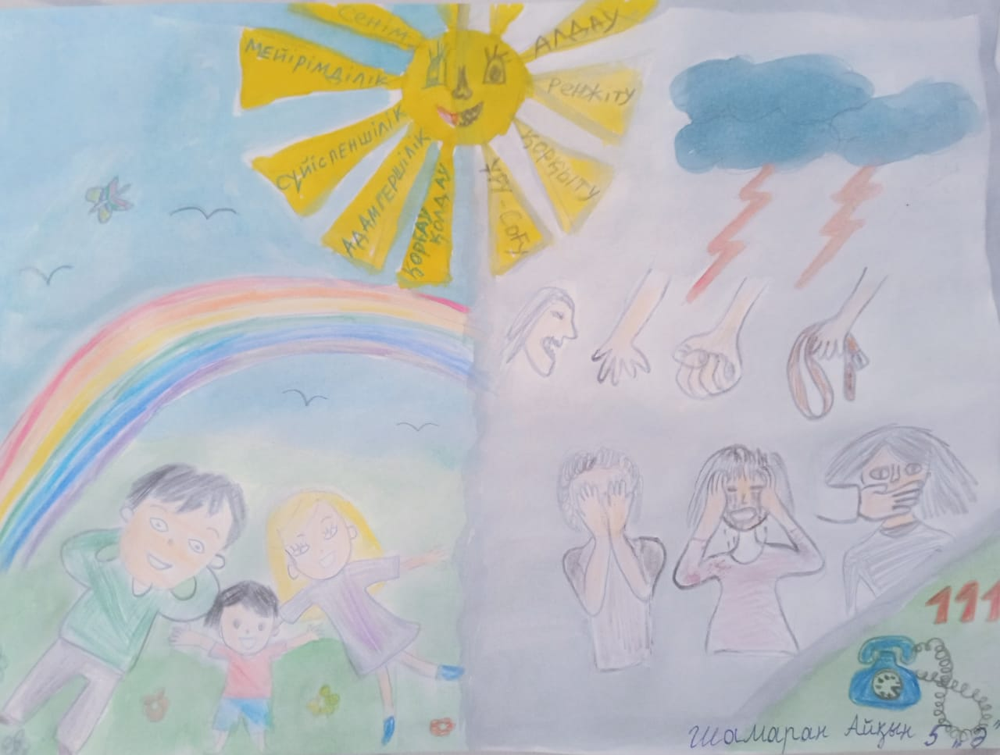 Сенім
МЕЙІРІМДІЛІК
СҮЙІСПЕНШІЛІК
АДАМГЕРШІЛІК
ҚОРҒАУ
ҚОЛДАУ
ҰРУ-СОҒУ
ҚОРҚЫТУ
РЕНЖІТУ
АЛДАУ
111
Шамаран Айқын 5 "Ә"